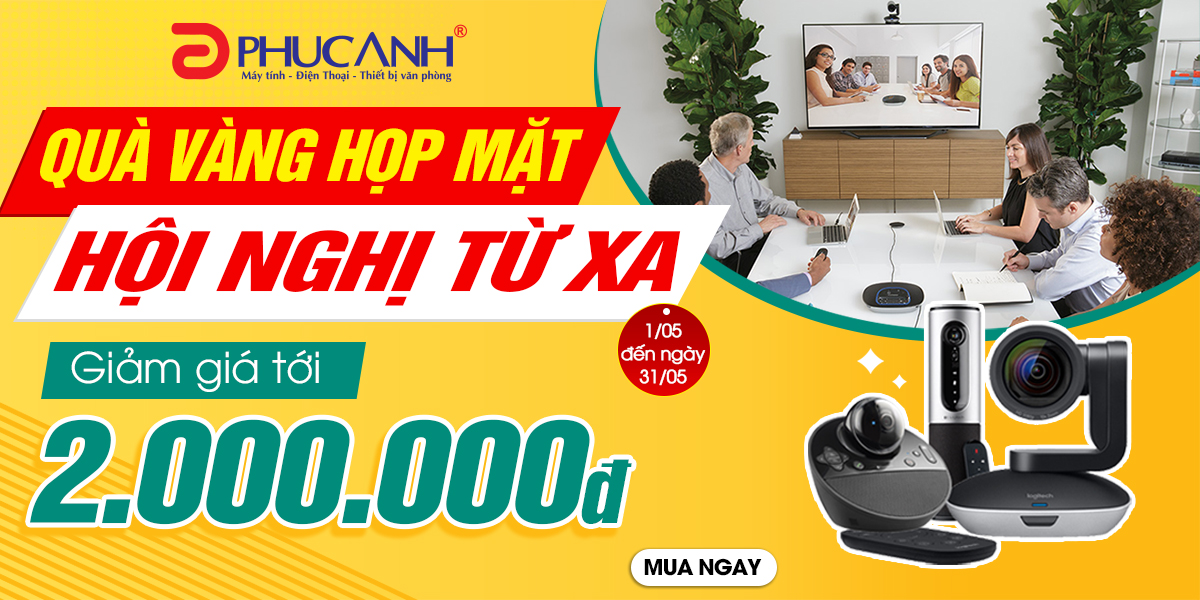 PHUCANH®
Máy tính - Điện Thoại - Thiết bị văn phòng
QUÀ VÀNG HỌP MẶT
HỘI NGHỊ TỪ XA
1/05
đến ngày
31/05
Giảm giá tới
2.000.000đ
logitech
MUA NGAY